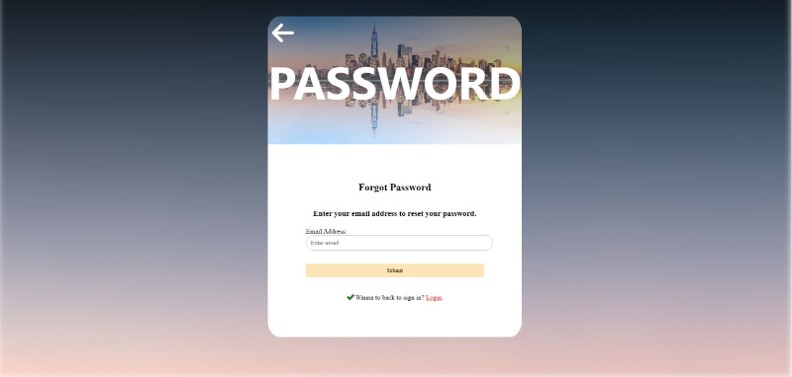 PASSWORD
Forgot Password
Enter your email address to reset your password.
Email Address:
Enter email
Submit
Wanna to back to sign in? Login.